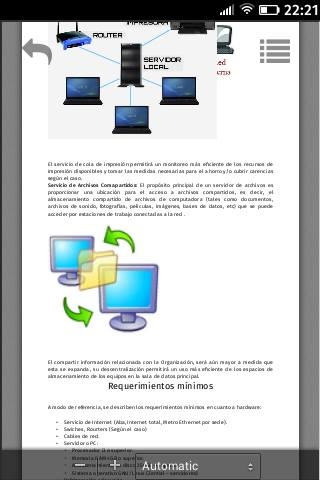 22:21
IMPRESORA
ROUTER
SERVIDOR
LOCAL
El servicio de cola de impresión permitirá un monitoreo más eficiente de los recursos de
impresión disponibles y tomar las medidas necesarias para el ahorro y/o cubrir carencias
según el caso.
Servicio de Archivos Comapartidos: El propósito principal de un servidor de archivos es
proporcionar una ubicación para el acceso a archivos compartidos, es decir, el
almacenamiento compartido de archivos de computadora (tales como documentos,
archivos de sonido, fotografías, películas, imágenes, bases de datos, etc) que se puede
acceder por estaciones de trabajo conectadas a la red .
El compartir información relacionada con la Organización, será aún mayor a medida que
esta se expanda, su descentralización permitirá un uso más eficiente de los espacios de
almacenamiento de los equipos en la sala de datos principal.
Requerimientos mínimos
A modo de referencia, se describen los requerimientos mínimos en cuanto a hardware:
• Servicio de Internet (Aba, Internet total, Metro Ethernet por sede).
• Swiches, Routers (Según el caso)
• Cables de red.
• Servidor o PC:
• Procesador i3 o superior.
Automatic